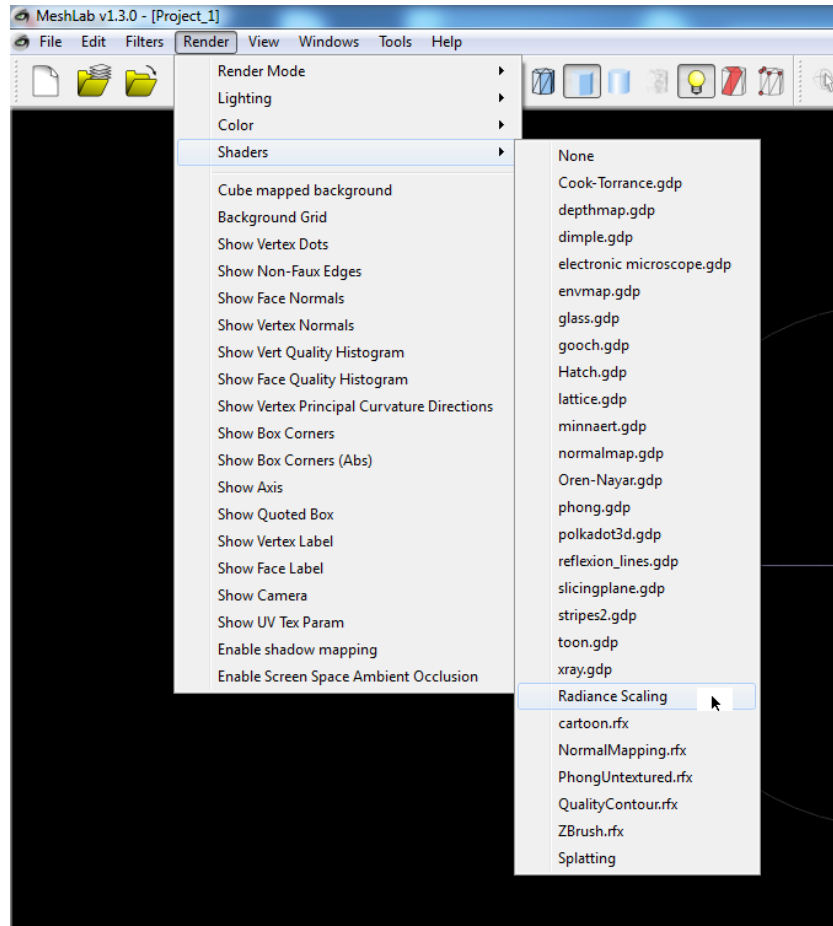 MeshLab v1.3.0 - [Project_1]
File Edit Filters Render View Windows Tools Help
Render Mode
Lighting
Color
Shaders
Cube mapped background
Background Grid
Show Vertex Dots
Show Non-Faux Edges
Show Face Normals
Show Vertex Normals
Show Vert Quality Histogram
Show Face Quality Histogram
Show Vertex Principal Curvature Directions
Show Box Corners
Show Box Corners (Abs)
Show Axis
Show Quoted Box
Show Vertex Label
Show Face Label
Show Camera
Show UV Tex Param
Enable shadow mapping
Enable Screen Space Ambient Occlusion
None
Cook-Torrance.gdp
depthmap.gdp
dimple.gdp
electronic microscope.gdp
envmap.gdp
glass.gdp
gooch.gdp
Hatch.gdp
lattice.gdp
minnaert.gdp
normalmap.gdp
Oren-Nayar.gdp
phong.gdp
polkadot3d.gdp
reflexion_lines.gdp
slicingplane.gdp
stripes2.gdp
toon.gdp
xray.gdp
Radiance Scaling
cartoon.rfx
NormalMapping.rfx
PhongUntextured.rfx
QualityContour.rfx
ZBrush.rfx
Splatting